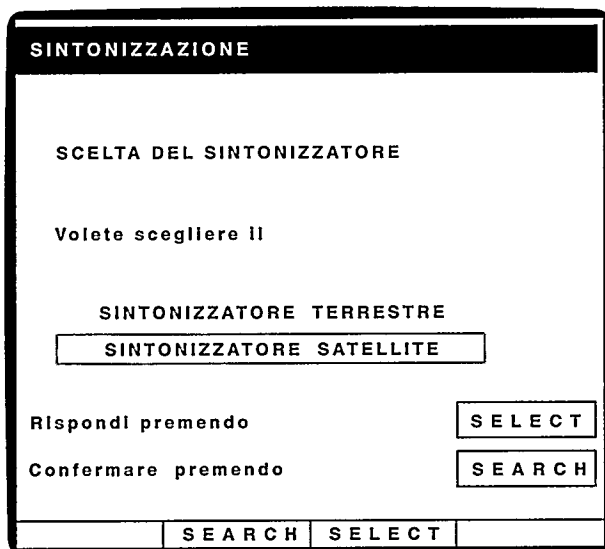 SINTONIZZAZIONE
SCELTA DEL SINTONIZZATORE
Volete scegliere il
SINTONIZZATORE TERRESTRE
SINTONIZZATORE SATELLITE
Rispondi premendo SELECT
Confermare premendo SEARCH
SEARCH SELECT